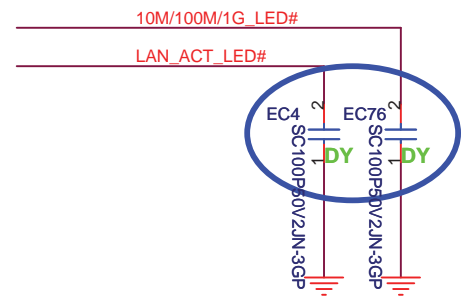 10M/100M/1G_LED#
LAN_ACT_LED#
EC4
2
SC100P50V2JN-3GP
1
DY
EC76
2
SC100P50V2JN-3GP
1
DY